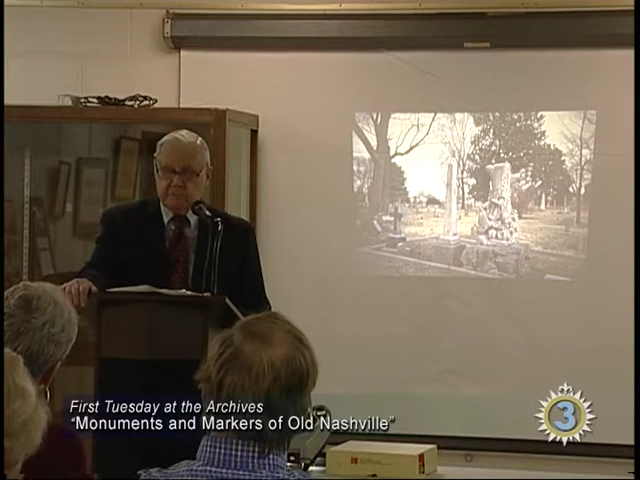 First Tuesday at the Archives
"Monuments and Markers of Old Nashville"
3